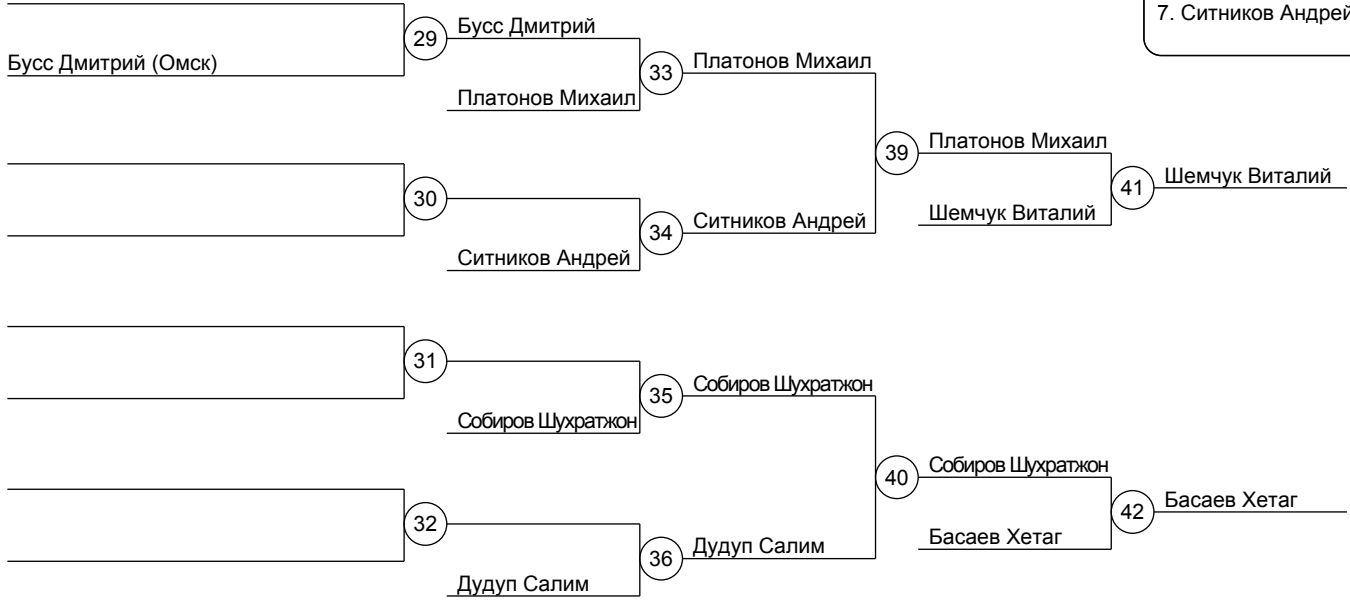 7. Ситников Андрей
29
Бусс Дмитрий
Бусс Дмитрий (Омск)
33
Платонов Михаил
Платонов Михаил
39
Платонов Михаил
41
Шемчук Виталий
30
34
Ситников Андрей
Шемчук Виталий
Ситников Андрей
31
35
Собиров Шухратжон
Собиров Шухратжон
40
Собиров Шухратжон
42
Басаев Хетаг
32
36
Дудуп Салим
Басаев Хетаг
Дудуп Салим